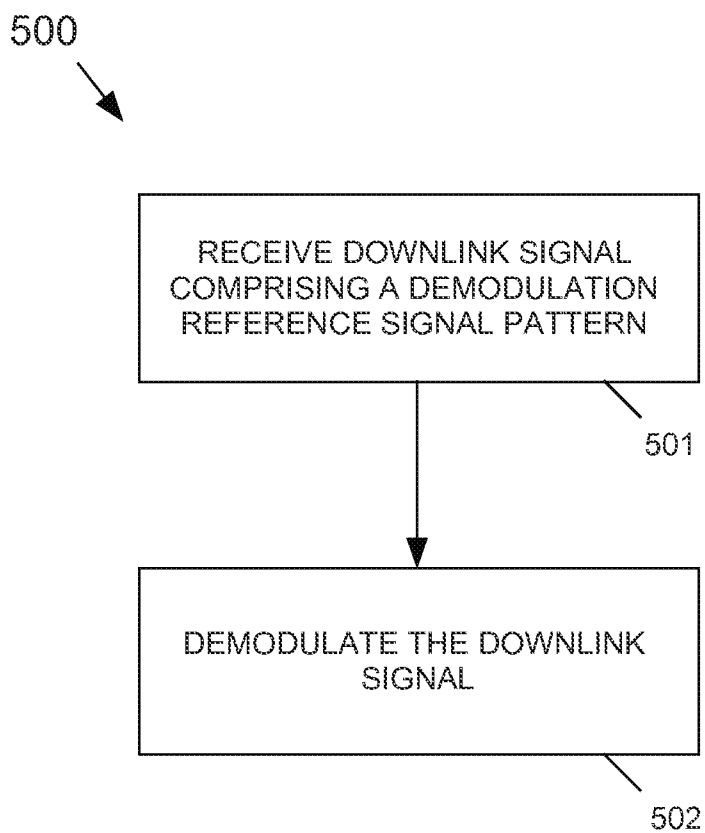 500
RECEIVE DOWNLINK SIGNAL
COMPRISING A DEMODULATION
REFERENCE SIGNAL PATTERN
501
DEMODULATE THE DOWNLINK
SIGNAL
502